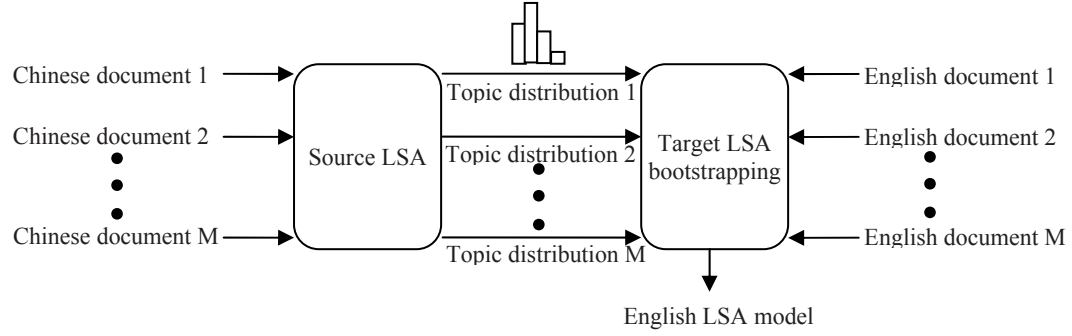 Chinese document 1
Topic distribution 1
English document 1
Chinese document 2
Source LSA
Topic distribution 2
Target LSA
bootstrapping
English document 2
Chinese document M
Topic distribution M
English document M
English LSA model